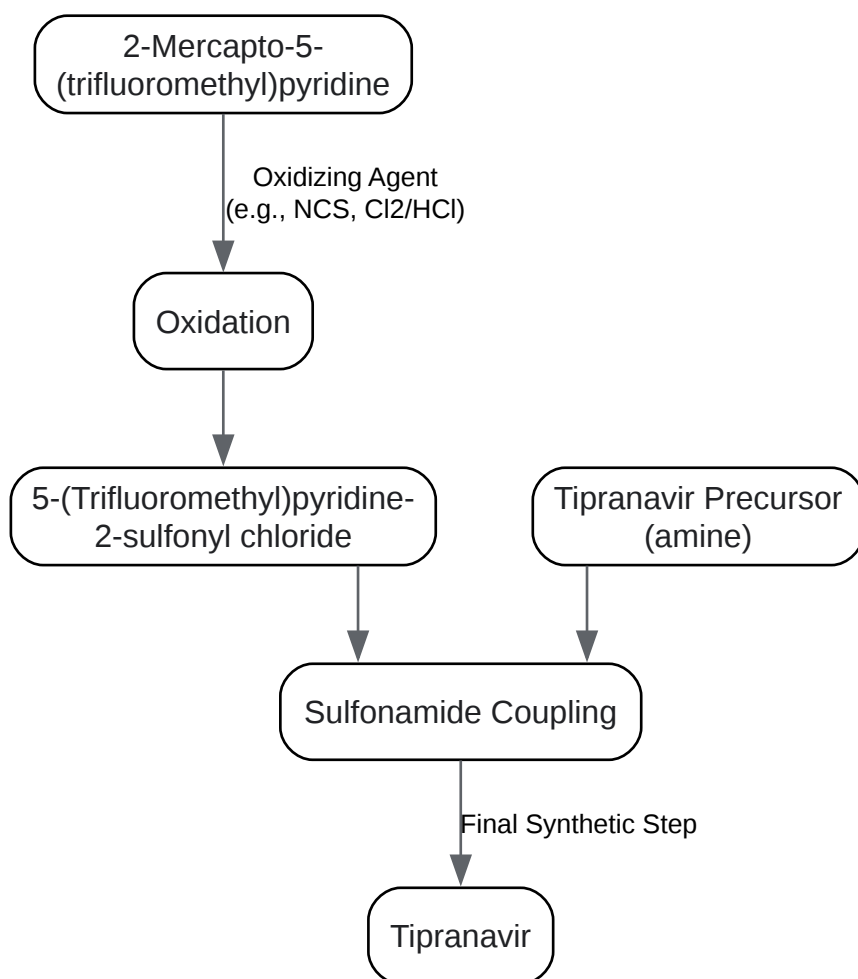 2-Mercapto-5-
(trifluoromethyl)pyridine
Oxidizing Agent
(e.g., NCS, Cl2/HCl)
Oxidation
5-(Trifluoromethyl)pyridine-
2-sulfonyl chloride
Tipranavir Precursor
(amine)
Sulfonamide Coupling
Final Synthetic Step
Tipranavir